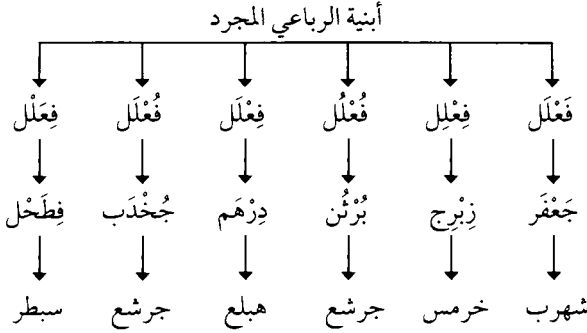 أبنية الرباعي المجرد
فَعْلَل فِعْلِل فُعْلُل فِعْلَل فُعْلَل فِعَلْل
جَعْفَر زِبْرِج بُرْثُن دِرْهَم جُخْدَب فِطَحْل
شهرب خرمس جرشع هبلع جرشع سبطر